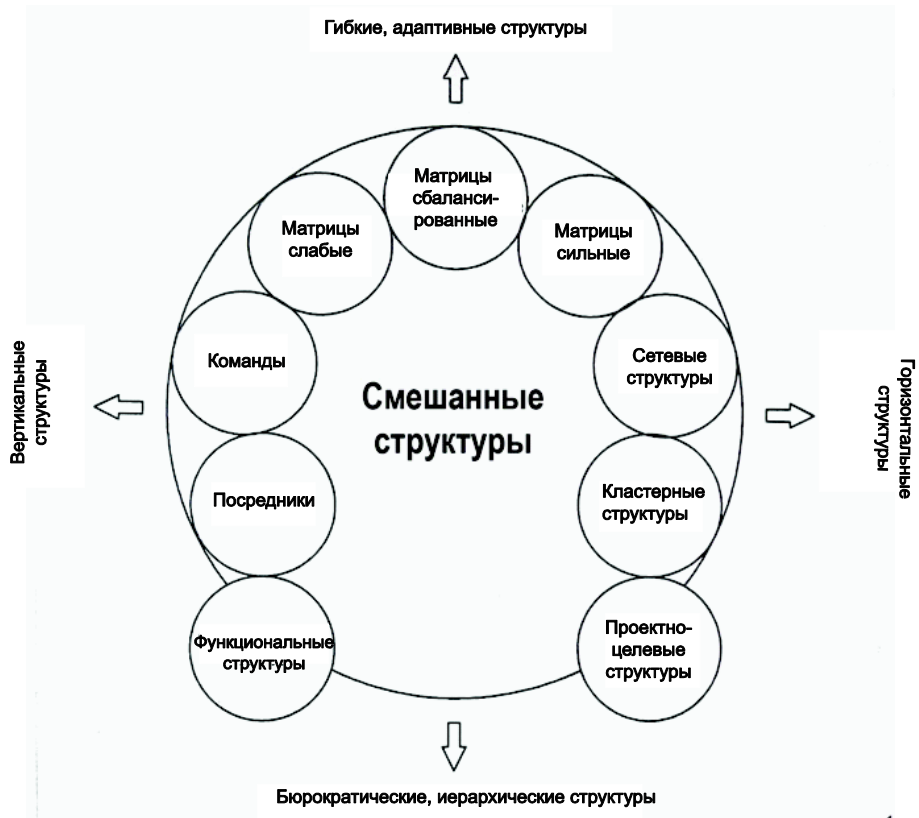 Гибкие, адаптивные структуры
Матрицы
сбаланси-
рованные
Матрицы
слабые
Матрицы
сильные
Команды
Сетевые
структуры
Вертикальные
структуры
Смешанные
структуры
Горизонтальные
структуры
Посредники
Кластерные
структуры
Функциональные
структуры
Проектно-
целевые
структуры
Бюрократические, иерархические структуры